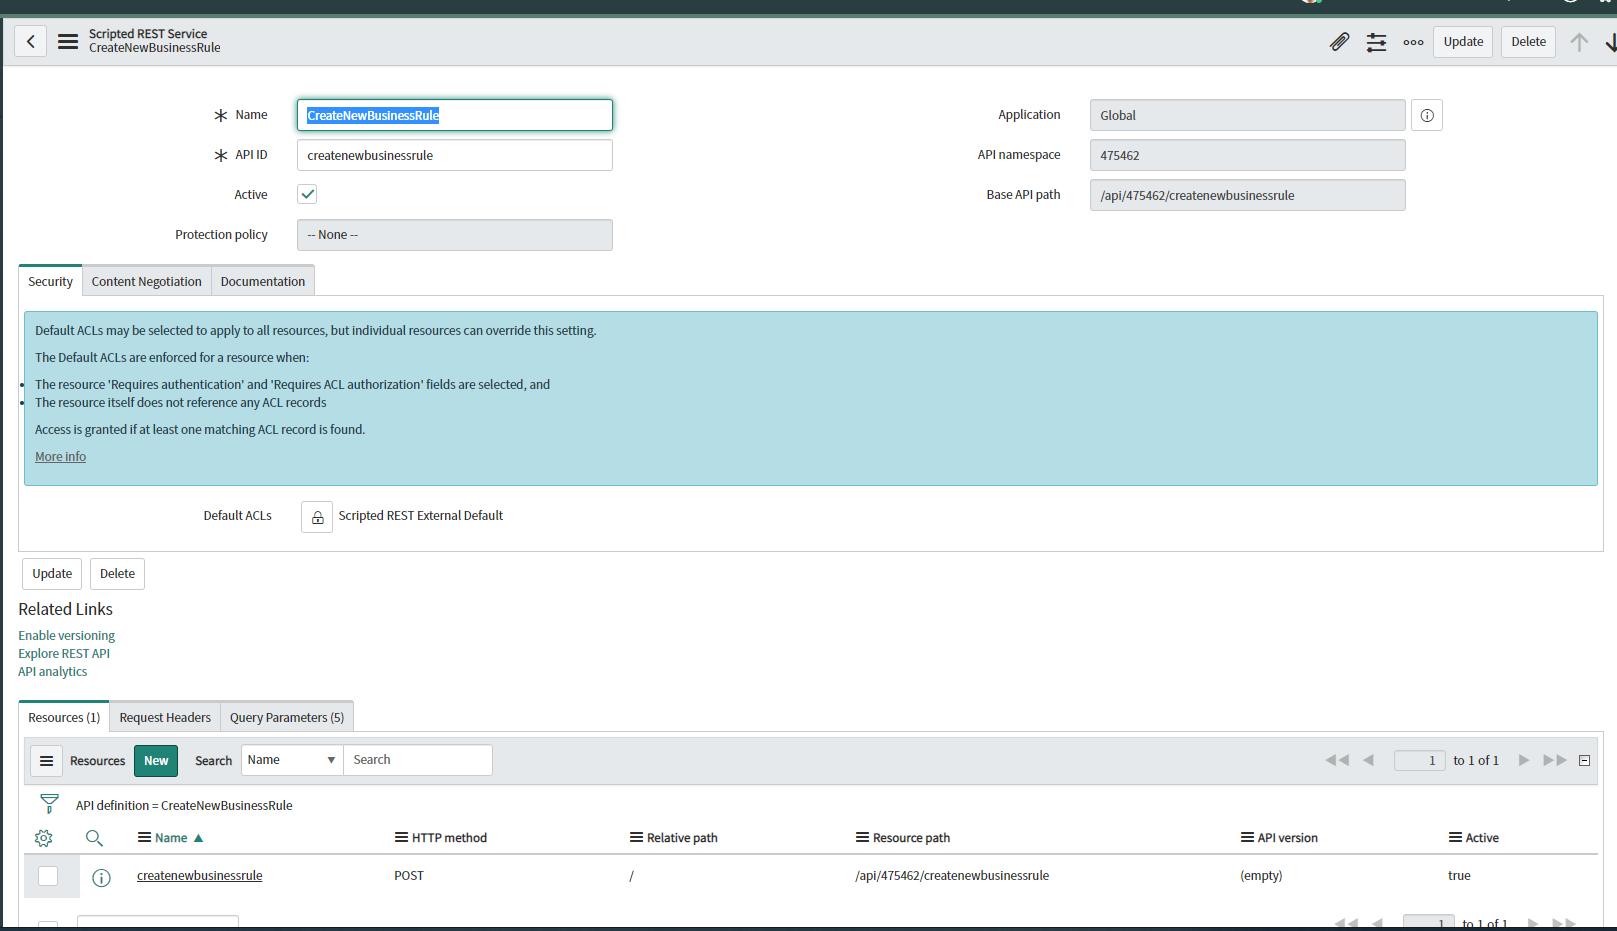 Scripted REST Service
CreateNewBusinessRule
Update
Delete
Name
CreateNewBusinessRule
Application
Global
API ID
createnewbusinessrule
API namespace
475462
Active
Base API path
/api/475462/createnewbusinessrule
Protection policy
-- None --
Security
Content Negotiation
Documentation
Default ACLs may be selected to apply to all resources, but individual resources can override this setting.
The Default ACLs are enforced for a resource when:
• The resource 'Requires authentication' and 'Requires ACL authorization' fields are selected, and
• The resource itself does not reference any ACL records
Access is granted if at least one matching ACL record is found.
More info
Default ACLs
Scripted REST External Default
Update
Delete
Related Links
Enable versioning
Explore REST API
API analytics
Resources (1)
Request Headers
Query Parameters (5)
Resources
New
Search
Name
Search
1 to 1 of 1
API definition = CreateNewBusinessRule
Name
HTTP method
Relative path
Resource path
API version
Active
createnewbusinessrule
POST
/
/api/475462/createnewbusinessrule
(empty)
true
1 to 1 of 1